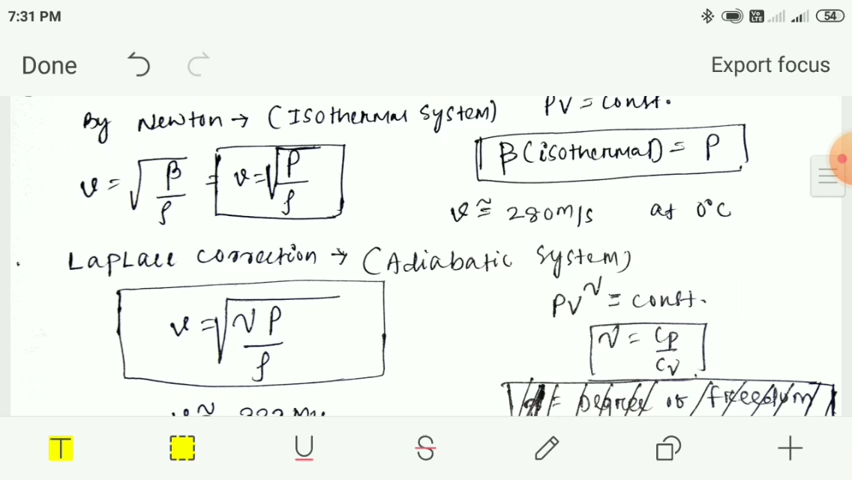 7:31 PM
54
Done
Export focus
By Newton → (Isothermal System)
PV = const.
v = √(β/ρ) = v = √(P/ρ)
β (isothermal) = P
v ≅ 280 m/s at 0°C
Laplace correction → (Adiabatic System)
PV^γ = const.
v = √(γP/ρ)
γ = Cp/Cv
= Degree of freedom
T
U
S